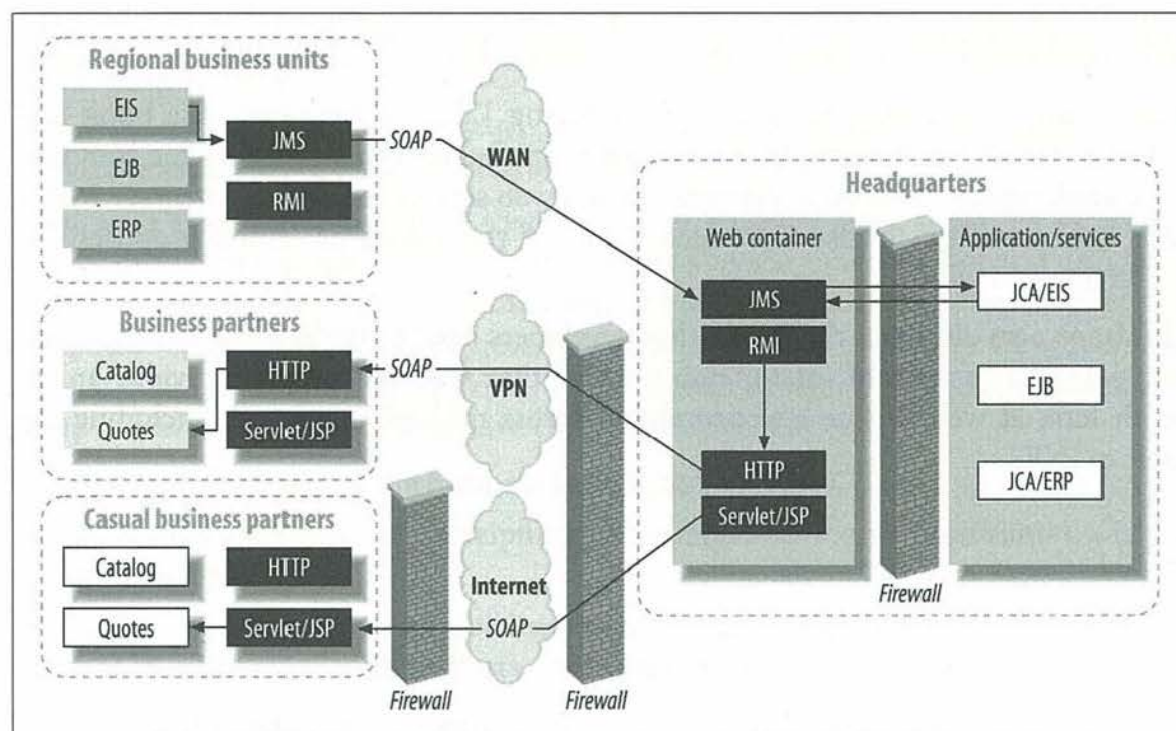 Regional business units
EIS
EJB
ERP
JMS
RMI
SOAP
WAN
Business partners
Catalog
Quotes
HTTP
Servlet/JSP
SOAP
VPN
Casual business partners
Catalog
Quotes
HTTP
Servlet/JSP
Firewall
Internet
SOAP
Firewall
Headquarters
Web container
JMS
RMI
HTTP
Servlet/JSP
Firewall
Application/services
JCA/EIS
EJB
JCA/ERP